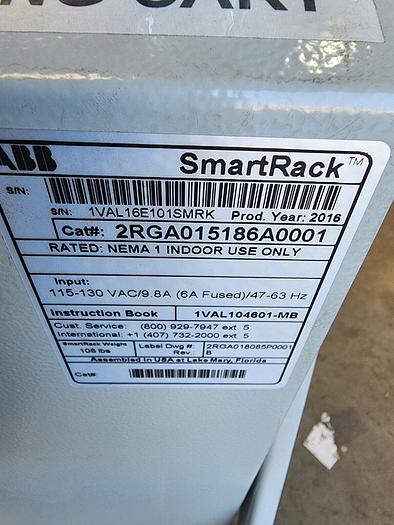 CART
ABB SmartRack™
S/N:
S/N: 1VAL16E101SMRK Prod. Year: 2016
Cat#: 2RGA015186A0001
RATED: NEMA 1 INDOOR USE ONLY
Input:
115-130 VAC/9.8A (6A Fused)/47-63 Hz
Instruction Book 1VAL104601-MB
Cust. Service: (800) 929-7947 ext. 5
International: +1 (407) 732-2000 ext. 5
SmartRack Weight Label Dwg #: 2RGA018085P0001
106 lbs Rev. B
Assembled in USA at Lake Mary, Florida
Cat#: